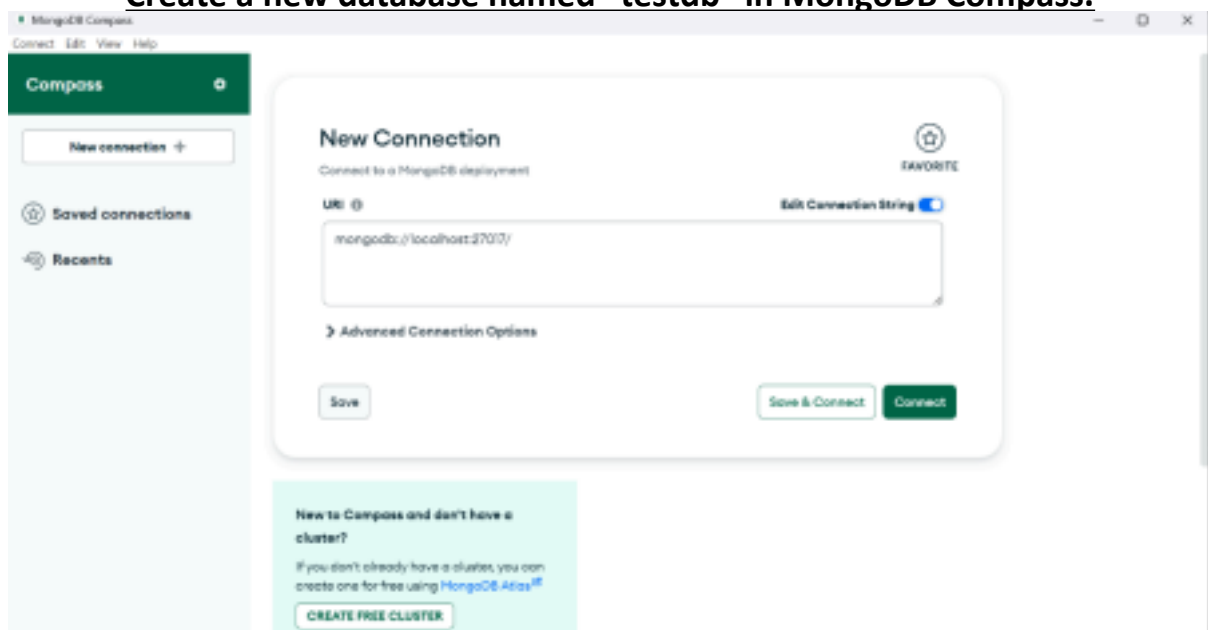 Create a new database named "testdb" in MongoDB Compass.
MongoDB Compass
Connect Edit View Help
Compass
New connection +
Saved connections
Recents
New Connection
Connect to a MongoDB deployment
FAVORITE
URI
Edit Connection String
mongodb://localhost:27017/
Advanced Connection Options
Save
Save & Connect
Connect
New to Compass and don't have a
cluster?
If you don't already have a cluster, you can
create one for free using MongoDB Atlas
CREATE FREE CLUSTER